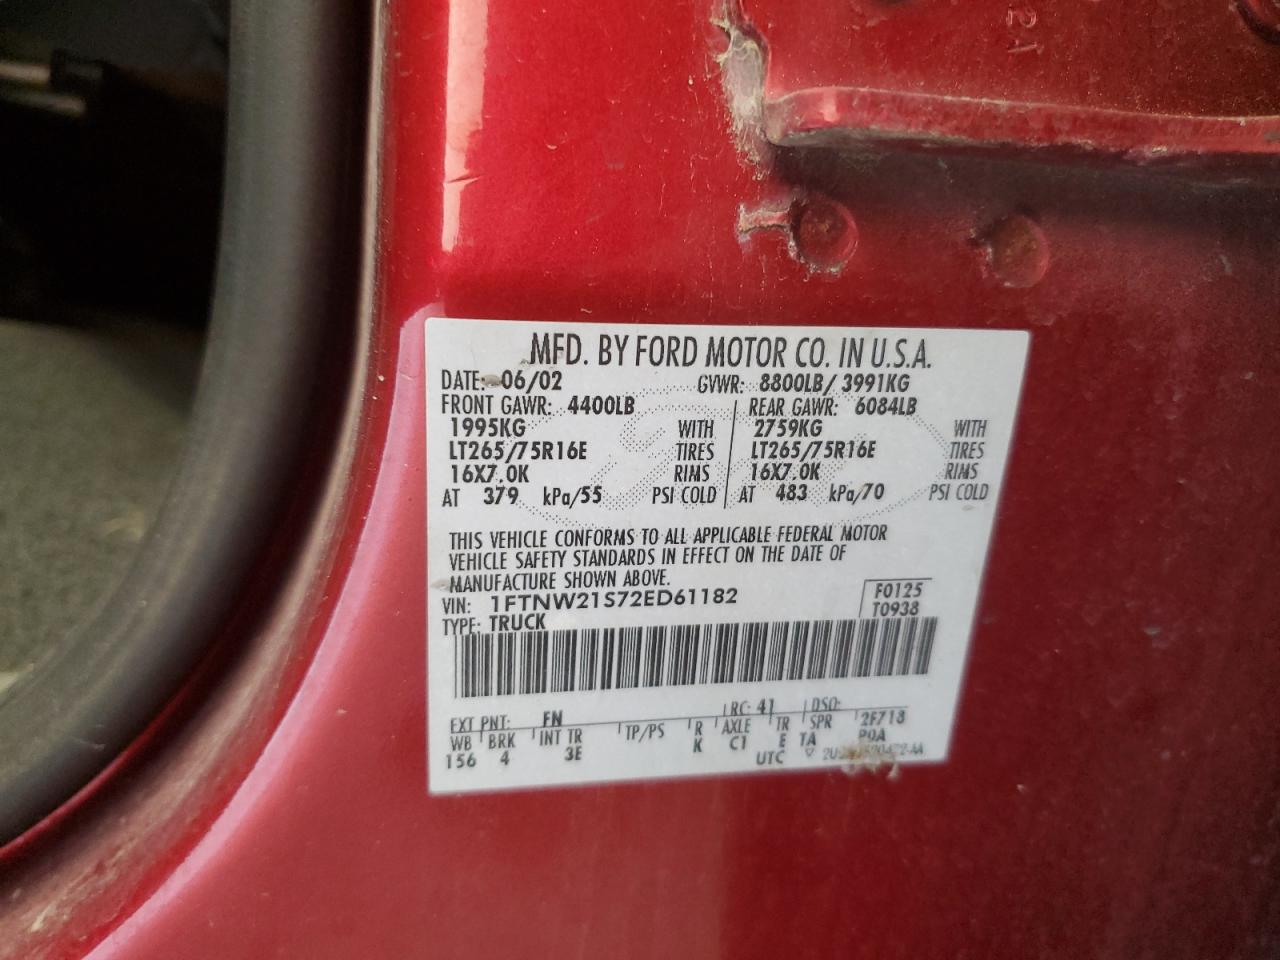 MFD. BY FORD MOTOR CO. IN U.S.A.
DATE: 06/02 GVWR: 8800LB/ 3991KG
FRONT GAWR: 4400LB REAR GAWR: 6084LB
1995KG WITH 2759KG WITH
LT265/75R16E TIRES LT265/75R16E TIRES
16X7.0K RIMS 16X7.0K RIMS
AT 379 kPa/55 PSI COLD AT 483 kPa/70 PSI COLD
THIS VEHICLE CONFORMS TO ALL APPLICABLE FEDERAL MOTOR
VEHICLE SAFETY STANDARDS IN EFFECT ON THE DATE OF
MANUFACTURE SHOWN ABOVE.
VIN: 1FTNW21S72ED61182 F0125
TYPE: TRUCK T0938
RC: 41 DSO:
EXT PNT: FN 2F718
WB BRK INT TR TP/PS R AXLE TR SPR P0A
156 4 3E K C1 E TA
UTC